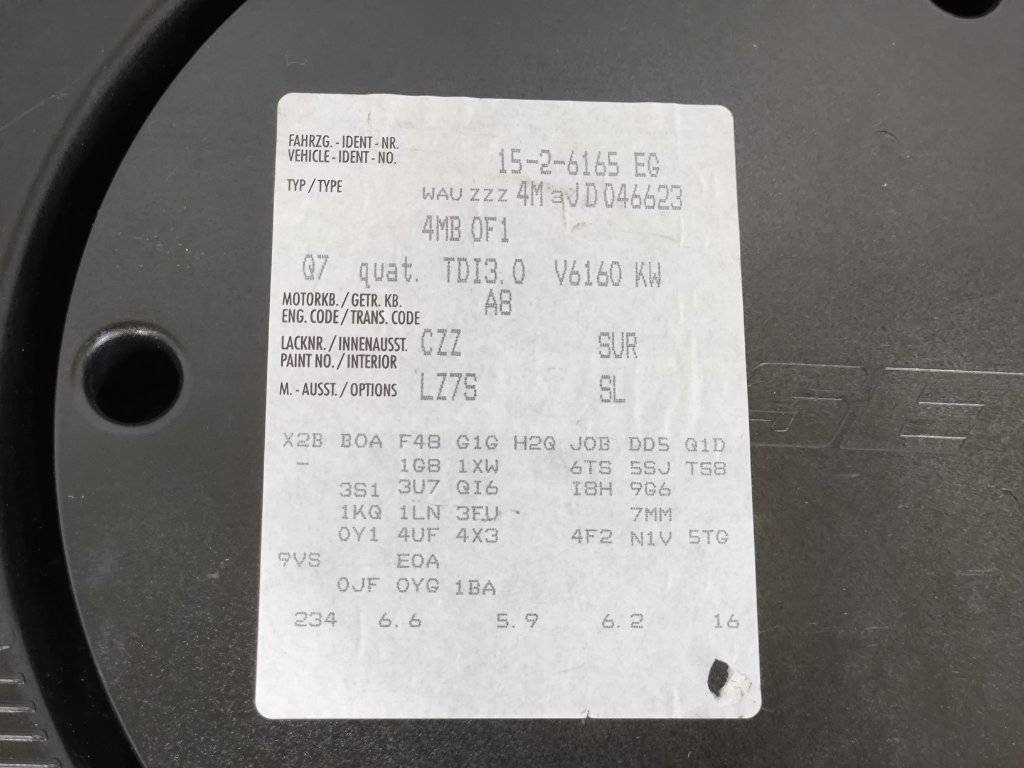 FAHRZG. - IDENT - NR.
VEHICLE - IDENT - NO.
15-2-6165 EG
TYP / TYPE
WAU ZZZ 4M JD046623
4MB 0F1
Q7 quat. TDI3.0 V6160 KW
MOTORKB. / GETR. KB.
ENG. CODE / TRANS. CODE
A8
LACKNR. / INNENAUSST.
PAINT NO. / INTERIOR
CZZ SUR
M. - AUSST. / OPTIONS LZ7S SL
X2B B0A F48 G1G H2Q J0B DD5 Q1D
- 1G8 1XW 6TS 5SJ TS8
3S1 3U7 QI6 I8H 9G6
1KQ 1LN 3FU - 7MM
0Y1 4UF 4X3 4F2 N1V 5TG
9VS E0A
0JF 0YG 1BA
234 6.6 5.9 6.2 16